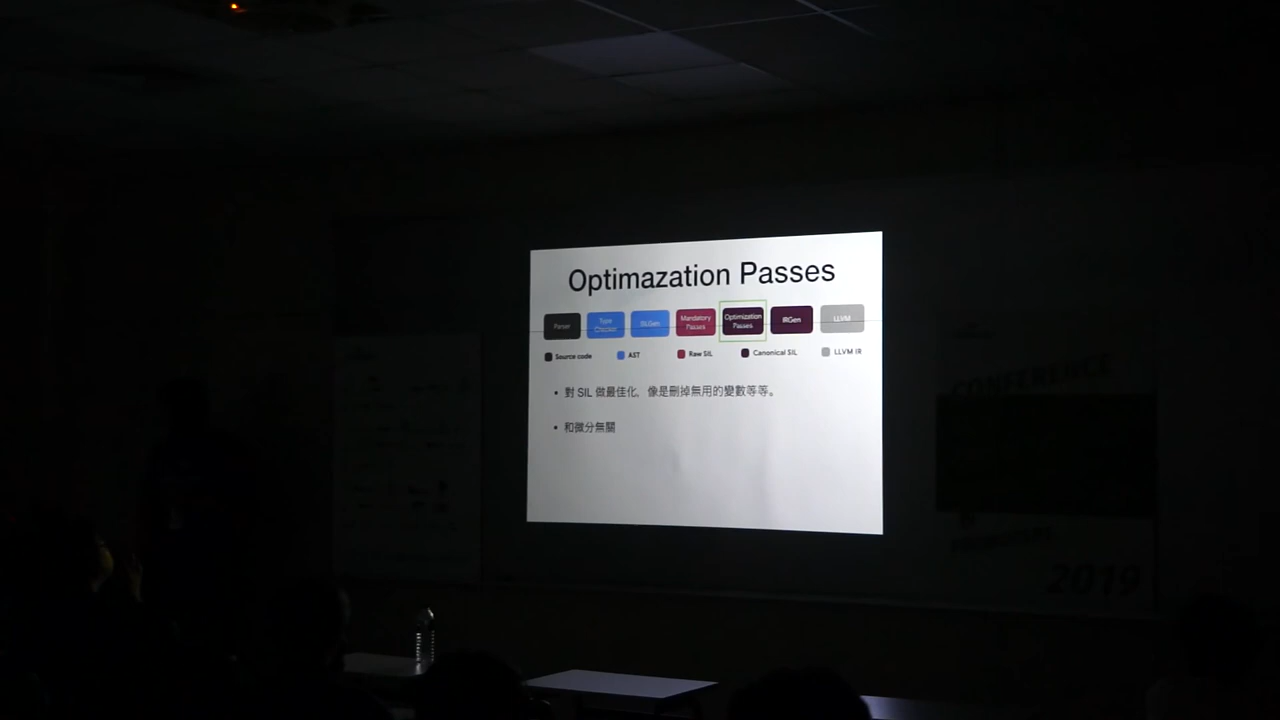 Optimazation Passes
Parser
Type Checker
SILGen
Mandatory Passes
Optimization Passes
IRGen
LLVM
Source code
AST
Raw SIL
Canonical SIL
LLVM IR
• 對 SIL 做最佳化，像是刪掉無用的變數等等。
• 和微分無關
CONFERENCE
2019